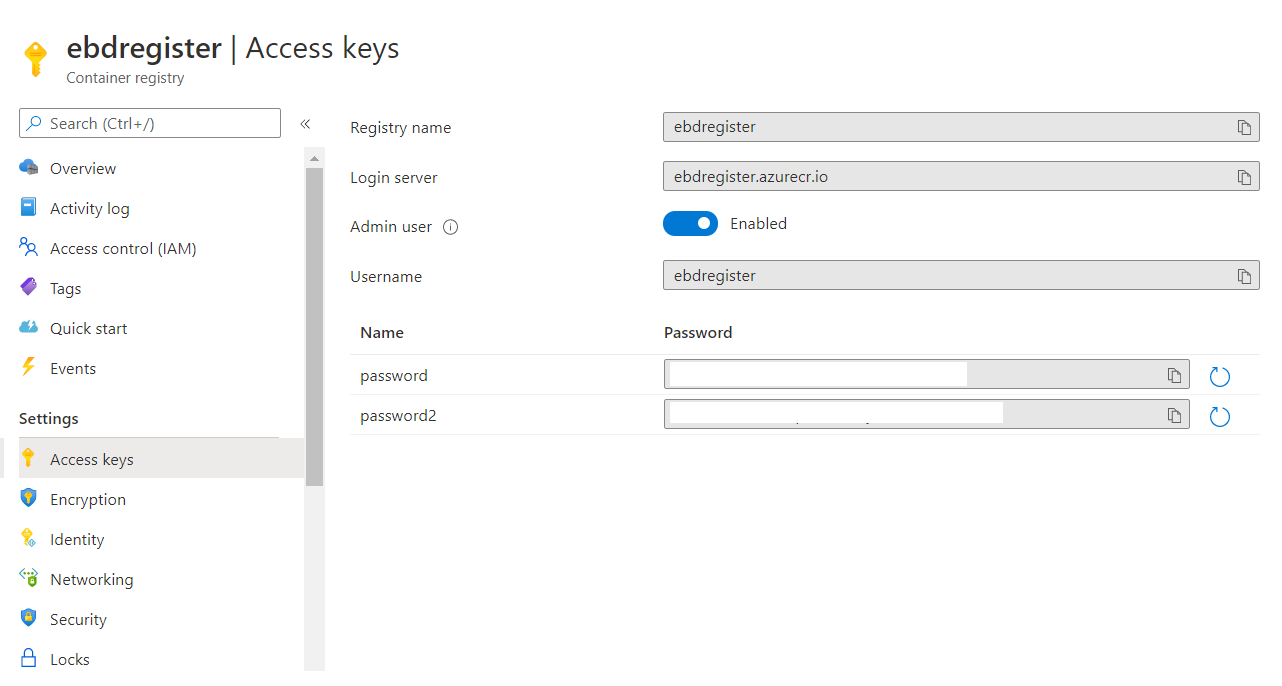 ebdregister | Access keys
Container registry
Search (Ctrl+/)
«
Overview
Activity log
Access control (IAM)
Tags
Quick start
Events
Settings
Access keys
Encryption
Identity
Networking
Security
Locks
Registry name
ebdregister
Login server
ebdregister.azurecr.io
Admin user
Enabled
Username
ebdregister
Name Password
password
password2